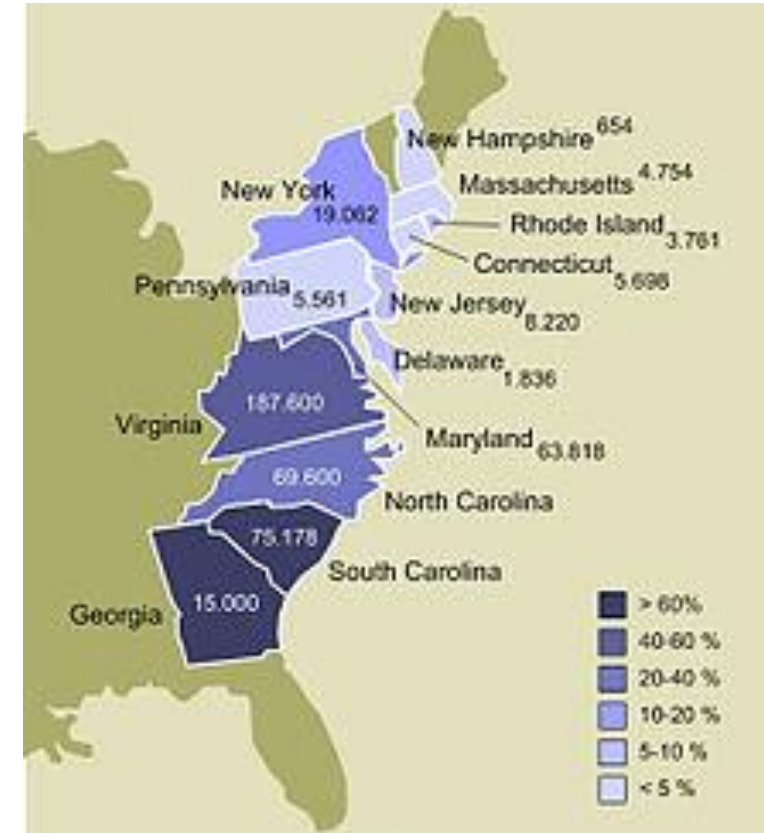 New Hampshire 654
Massachusetts 4.754
New York
19.062
Rhode Island 3.761
Connecticut 5.698
Pennsylvania 5.561
New Jersey 8.220
Delaware 1.836
187.600
Virginia
Maryland 63.818
69.600
North Carolina
75.178
South Carolina
15.000
Georgia
> 60%
40-60 %
20-40 %
10-20 %
5-10 %
< 5 %